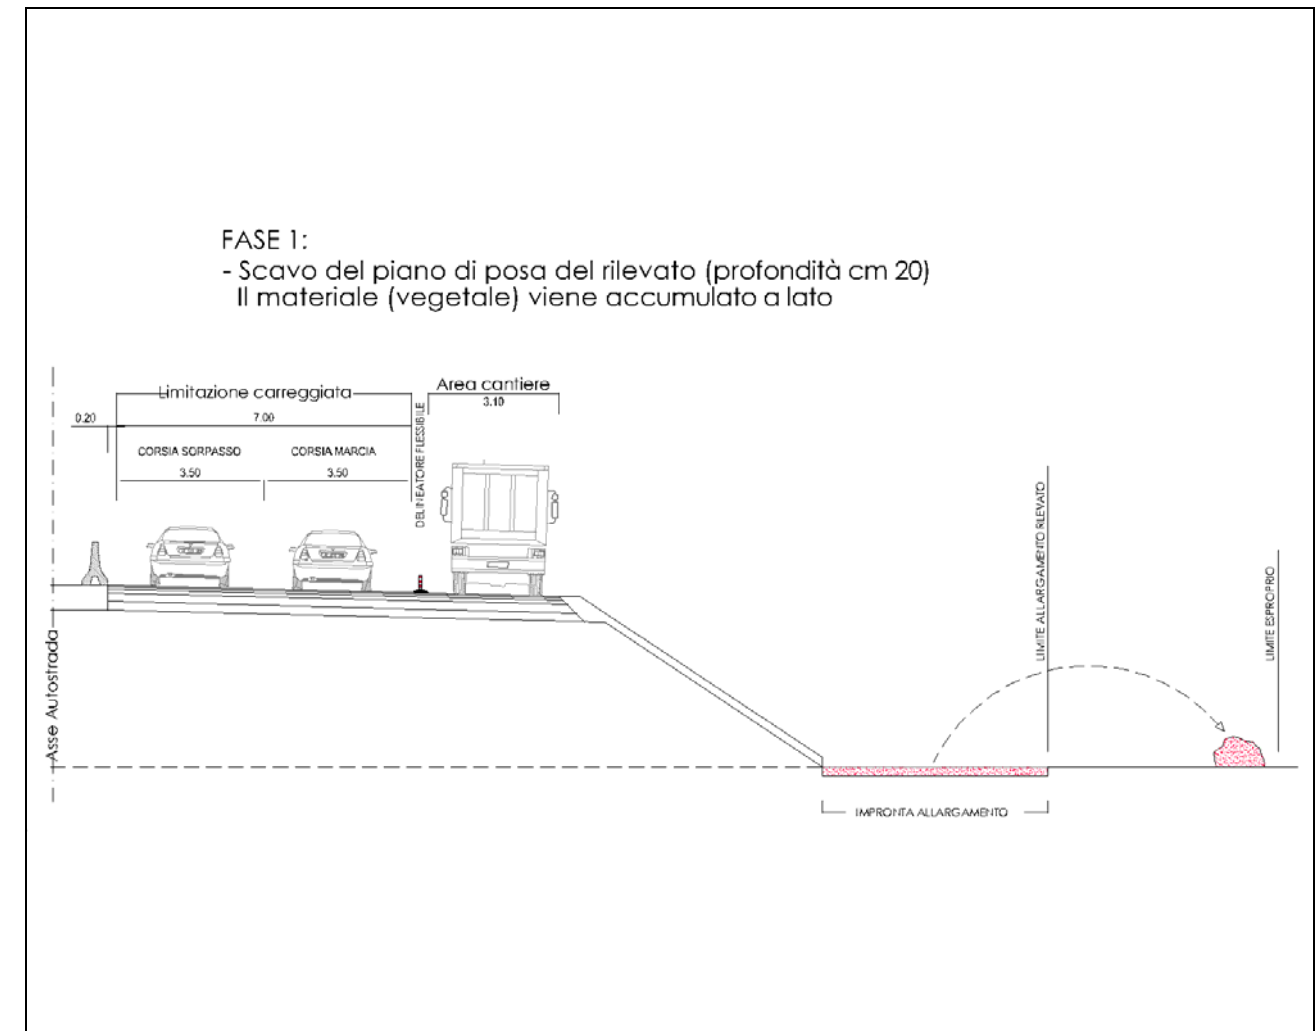 FASE 1:
- Scavo del piano di posa del rilevato (profondità cm 20)
Il materiale (vegetale) viene accumulato a lato
Limitazione carreggiata
Area cantiere
3.10
0.20
7.00
CORSIA SORPASSO
CORSIA MARCIA
3.50
3.50
DELINEATORE FLESSIBILE
LIMITE ALLARGAMENTO RILEVATO
LIMITE ESPROPRIO
Asse Autostrada
IMPRONTA ALLARGAMENTO